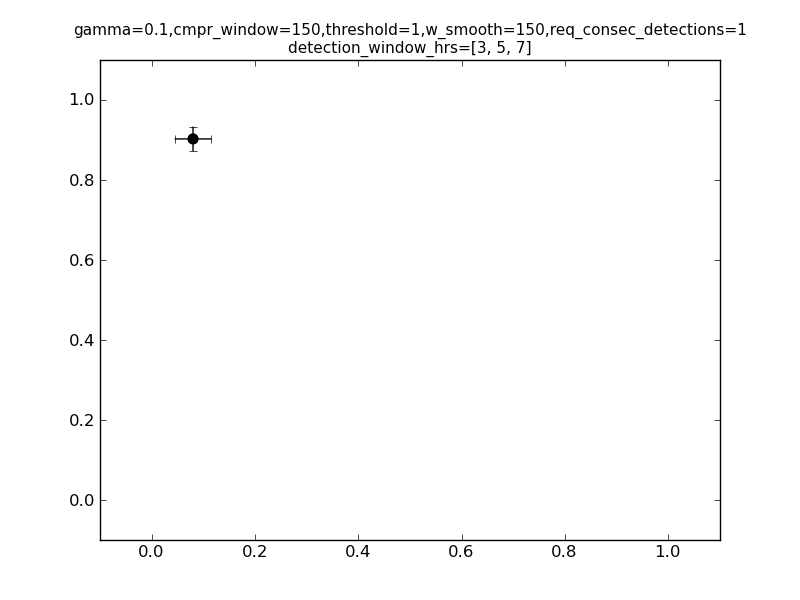 gamma=0.1,cmpr_window=150,threshold=1,w_smooth=150,req_consec_detections=1
detection_window_hrs=[3, 5, 7]
1.0
0.8
0.6
0.4
0.2
0.0
0.0 0.2 0.4 0.6 0.8 1.0